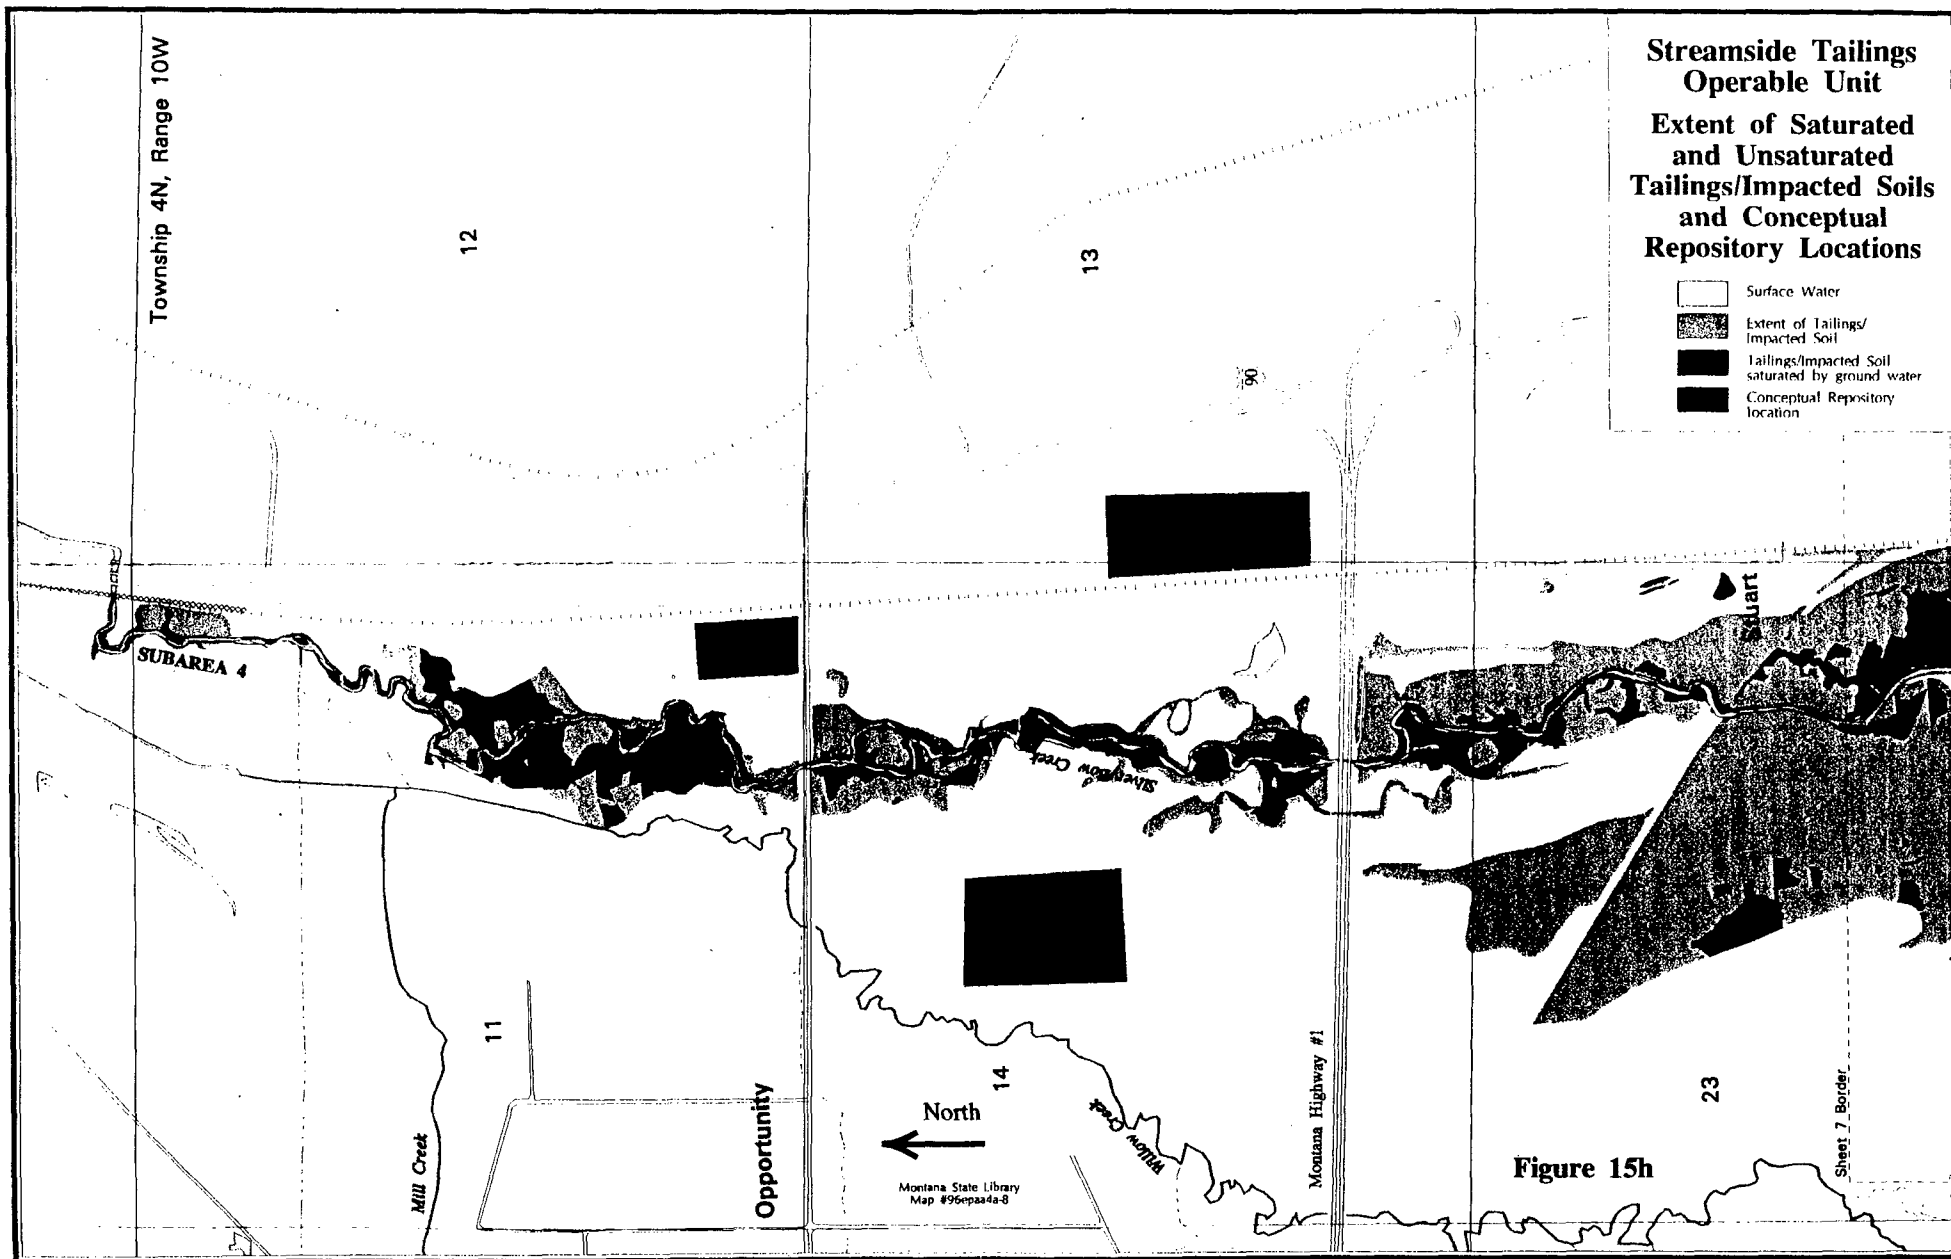 Streamside Tailings
Operable Unit
Extent of Saturated
and Unsaturated
Tailings/Impacted Soils
and Conceptual
Repository Locations
Surface Water
Extent of Tailings/
Impacted Soil
Tailings/Impacted Soil
saturated by ground water
Conceptual Repository
location
Township 4N, Range 10W
12
13
90
SUBAREA 4
Stuart
Silverbow Creek
11
14
23
Mill Creek
Opportunity
North
Montana State Library
Map #96epaa4a-8
Willow Creek
Montana Highway #1
Figure 15h
Sheet 7 Border